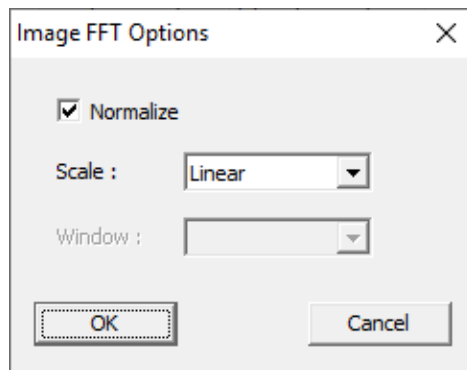 Image FFT Options
Normalize
Scale :
Linear
Window :
OK
Cancel